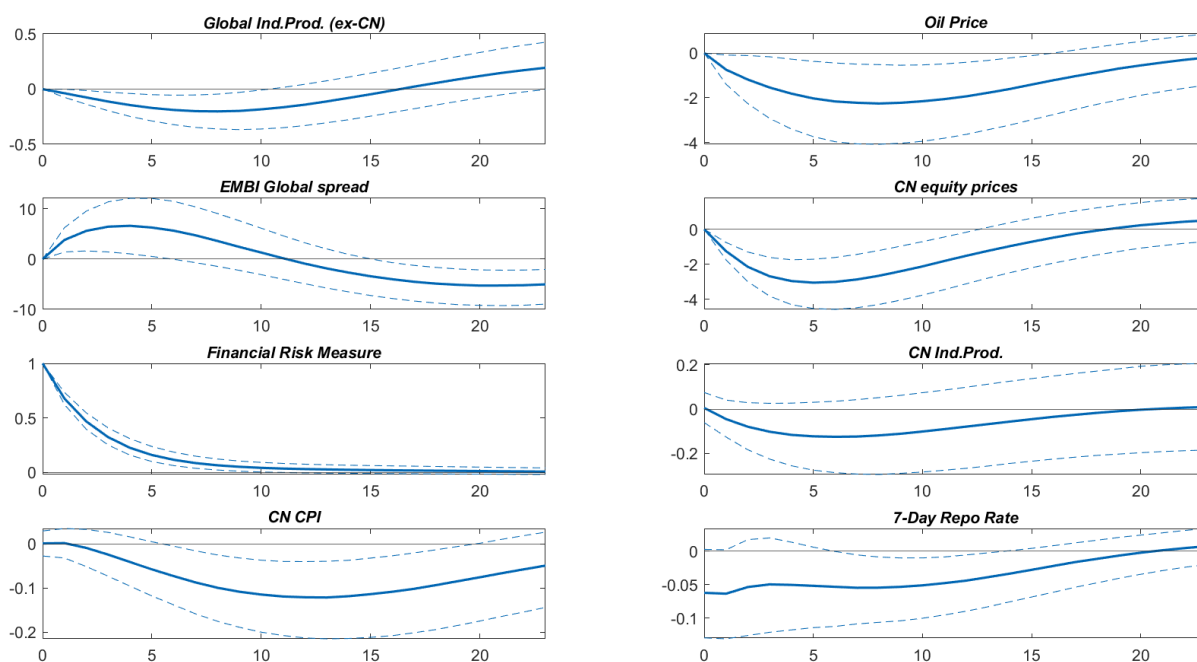 Global Ind.Prod. (ex-CN)
0.5
0
-0.5
0 5 10 15 20
Oil Price
0
-2
-4
0 5 10 15 20
EMBI Global spread
10
0
-10
0 5 10 15 20
CN equity prices
0
-2
-4
0 5 10 15 20
Financial Risk Measure
1
0.5
0
0 5 10 15 20
CN Ind.Prod.
0.2
0
-0.2
0 5 10 15 20
CN CPI
0
-0.1
-0.2
0 5 10 15 20
7-Day Repo Rate
0
-0.05
-0.1
0 5 10 15 20